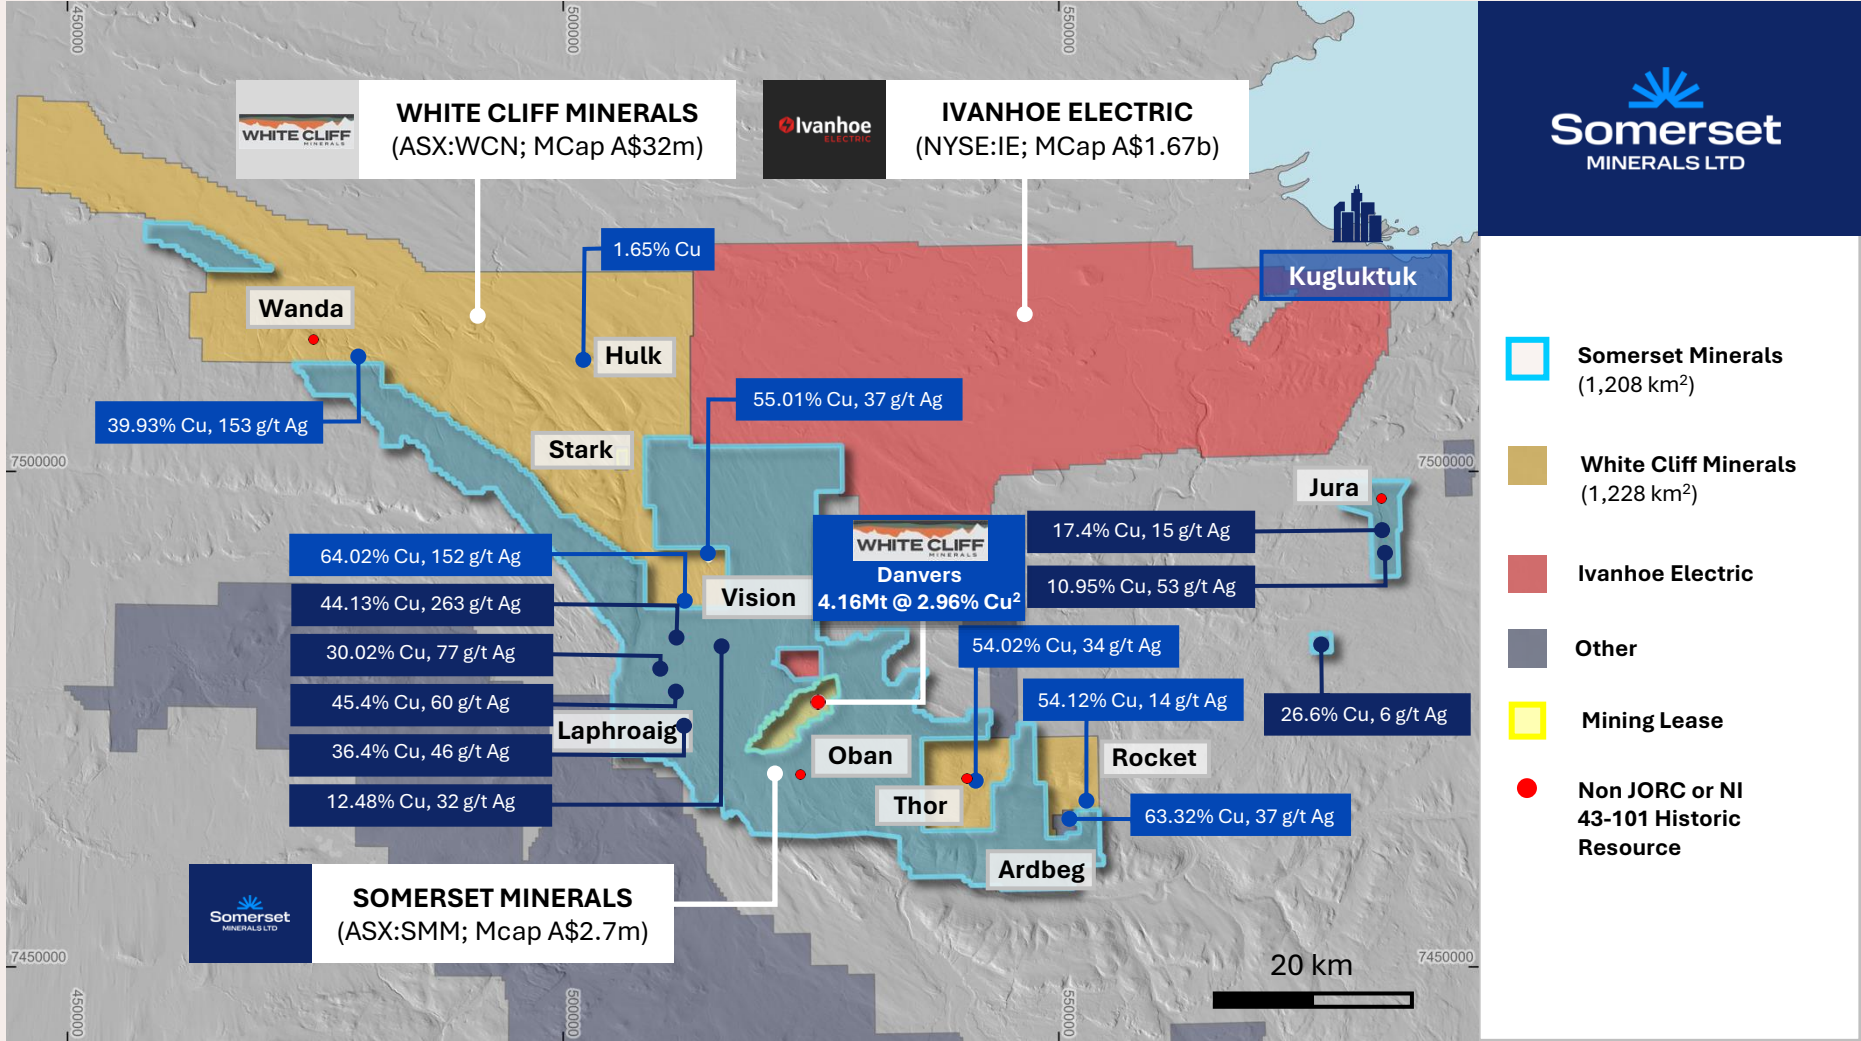 450000
500000
550000
WHITE CLIFF
MINERALS
WHITE CLIFF MINERALS
(ASX:WCN; MCap A$32m)
Ivanhoe
ELECTRIC
IVANHOE ELECTRIC
(NYSE:IE; MCap A$1.67b)
Somerset
MINERALS LTD
1.65% Cu
Kugluktuk
Wanda
Hulk
39.93% Cu, 153 g/t Ag
55.01% Cu, 37 g/t Ag
Stark
7500000
7500000
Jura
17.4% Cu, 15 g/t Ag
10.95% Cu, 53 g/t Ag
64.02% Cu, 152 g/t Ag
44.13% Cu, 263 g/t Ag
30.02% Cu, 77 g/t Ag
45.4% Cu, 60 g/t Ag
36.4% Cu, 46 g/t Ag
12.48% Cu, 32 g/t Ag
Vision
WHITE CLIFF
MINERALS
Danvers
4.16Mt @ 2.96% Cu²
54.02% Cu, 34 g/t Ag
54.12% Cu, 14 g/t Ag
26.6% Cu, 6 g/t Ag
Laphroaig
Oban
Rocket
Thor
63.32% Cu, 37 g/t Ag
Ardbeg
Somerset
MINERALS LTD
SOMERSET MINERALS
(ASX:SMM; Mcap A$2.7m)
7450000
7450000
20 km
450000
500000
550000
Somerset Minerals
(1,208 km²)
White Cliff Minerals
(1,228 km²)
Ivanhoe Electric
Other
Mining Lease
Non JORC or NI
43-101 Historic
Resource